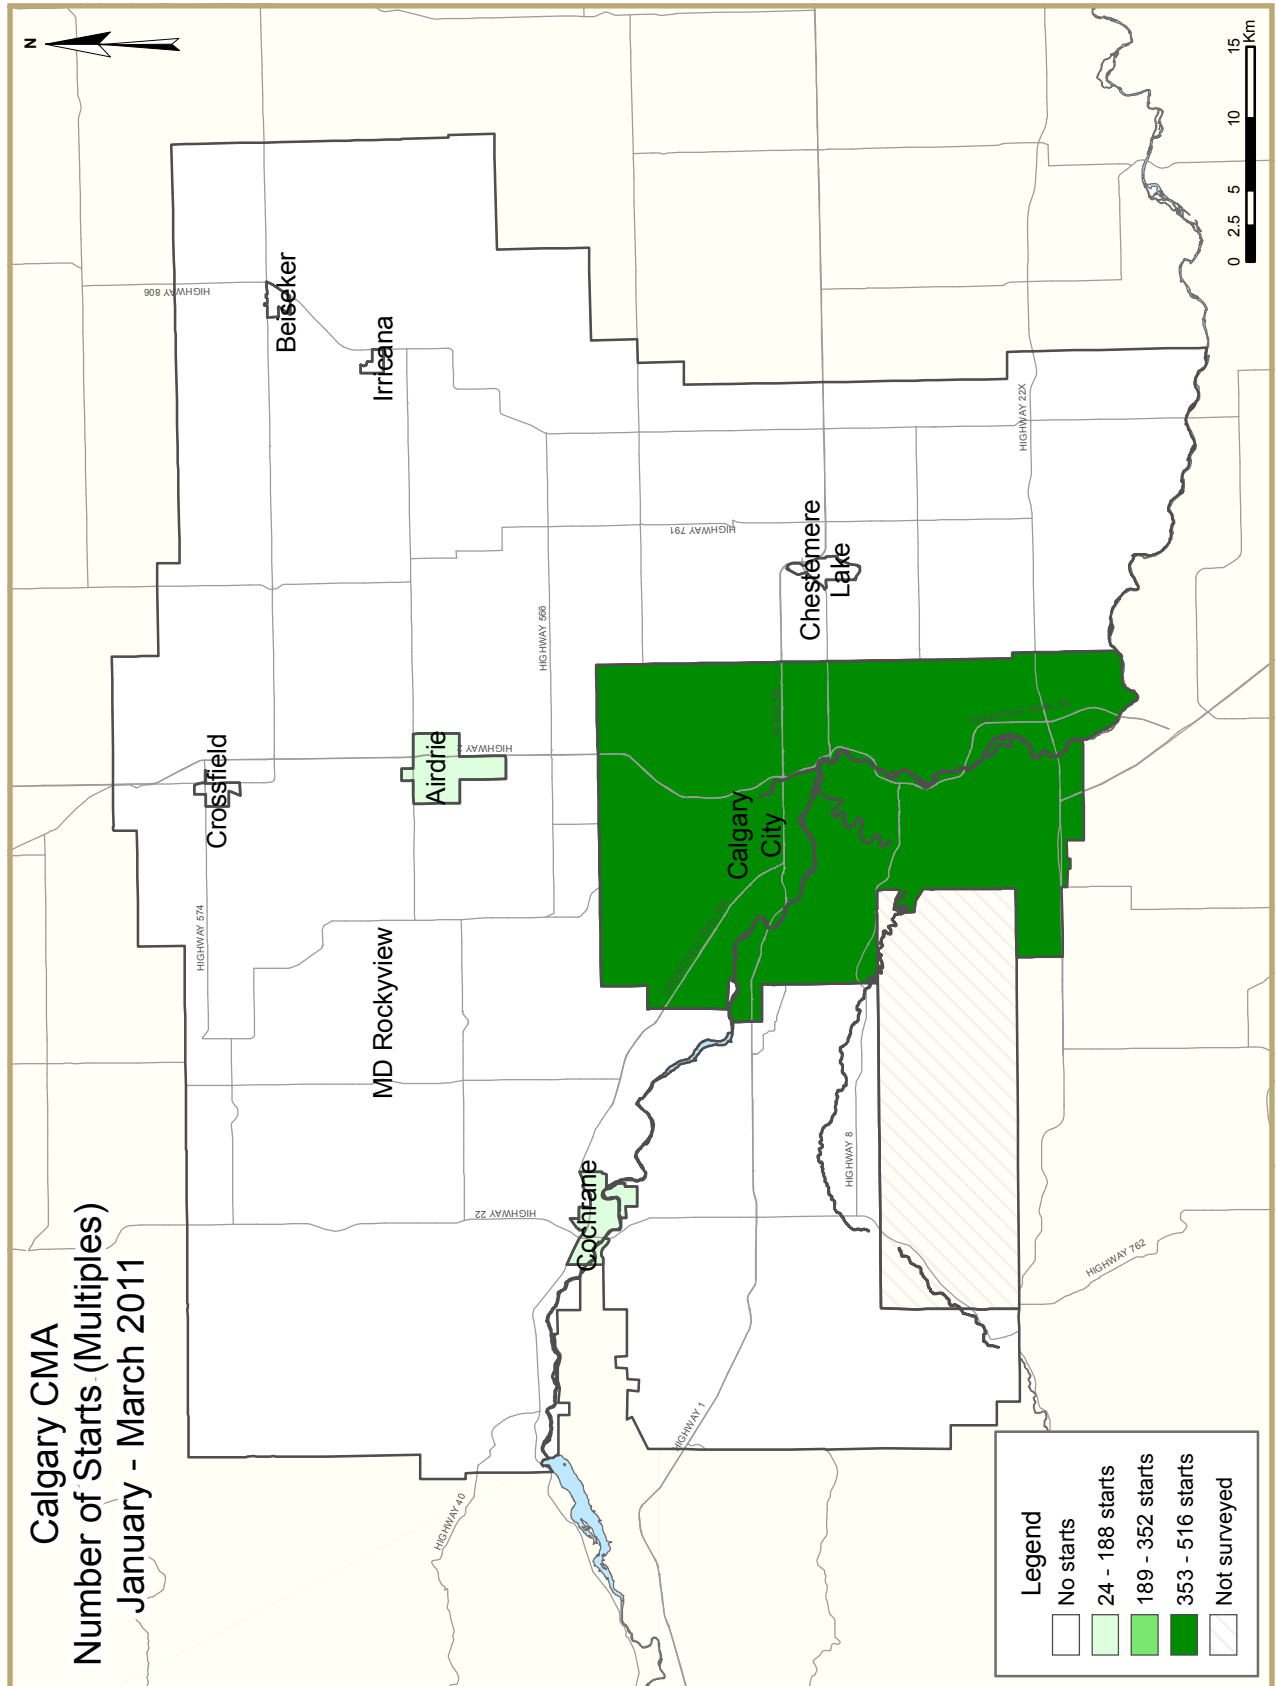 Calgary CMA
Number of Starts (Multiples)
January - March 2011
N
Crossfield
Beiseker
Irricana
Airdrie
MD Rockyview
Cochrane
Calgary
City
Chestemere
Lake
HIGHWAY 574
HIGHWAY 806
HIGHWAY 2
HIGHWAY 566
HIGHWAY 791
HIGHWAY 22
HIGHWAY 22X
HIGHWAY 8
HIGHWAY 1
HIGHWAY 40
HIGHWAY 762
Legend
No starts
24 - 188 starts
189 - 352 starts
353 - 516 starts
Not surveyed
0 2.5 5 10 15
Km